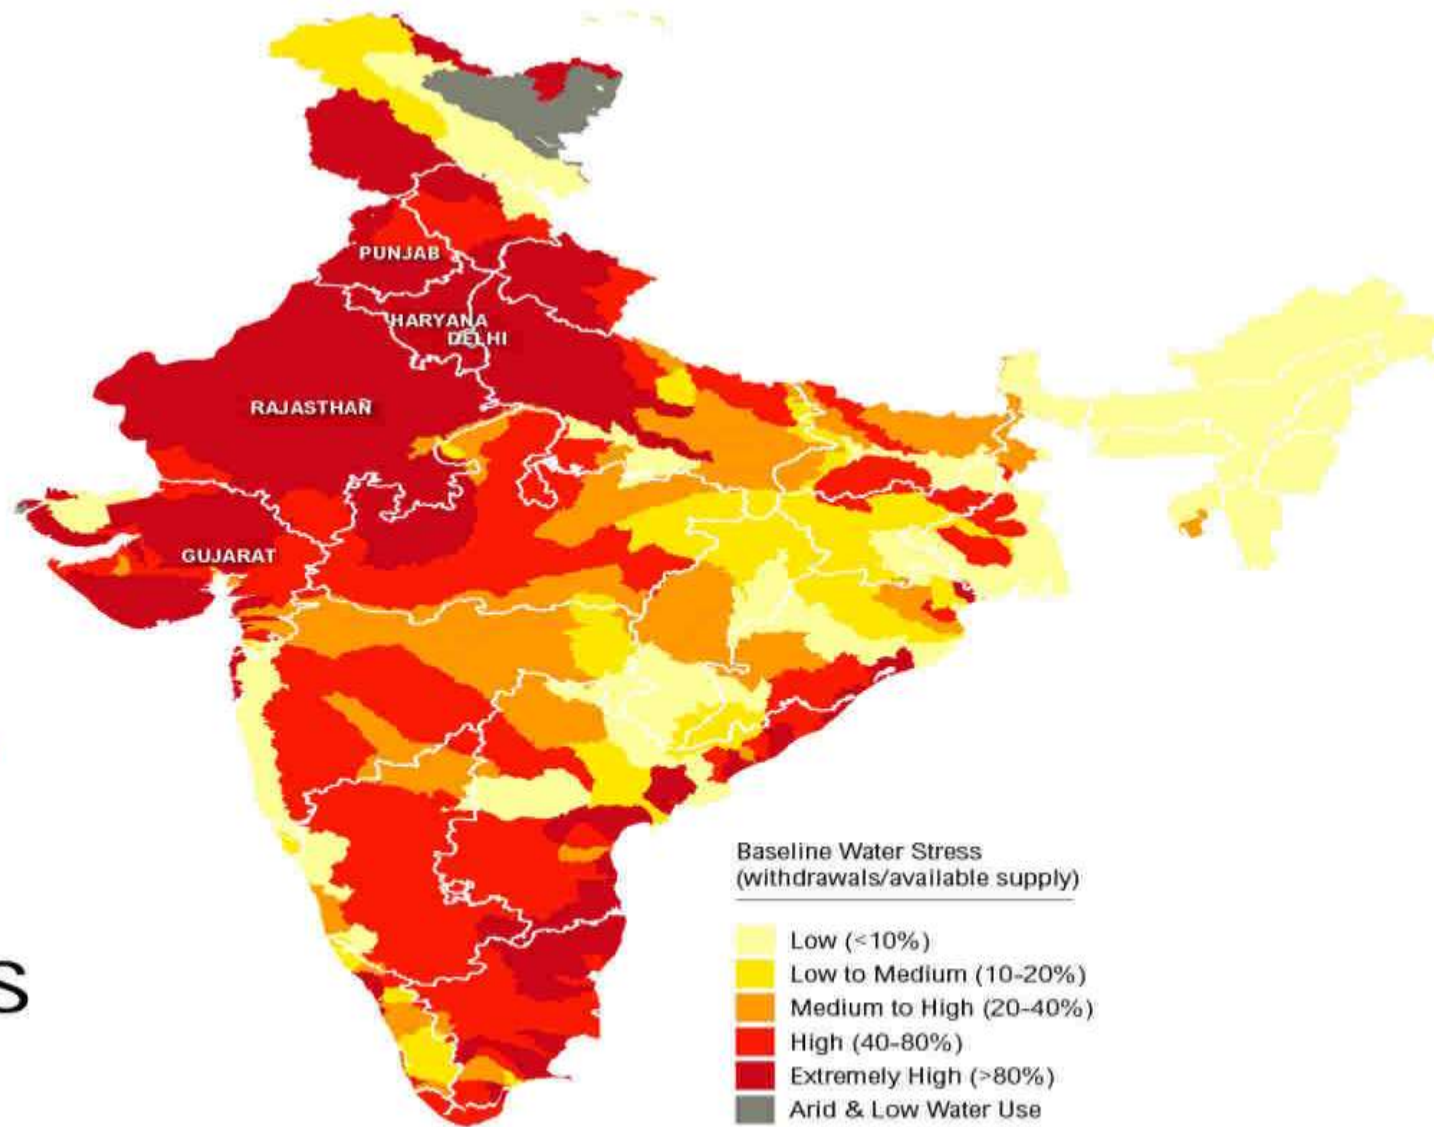 PUNJAB
HARYANA
DELHI
RAJASTHAN
GUJARAT
S
Baseline Water Stress
(withdrawals/available supply)
Low (<10%)
Low to Medium (10-20%)
Medium to High (20-40%)
High (40-80%)
Extremely High (>80%)
Arid & Low Water Use